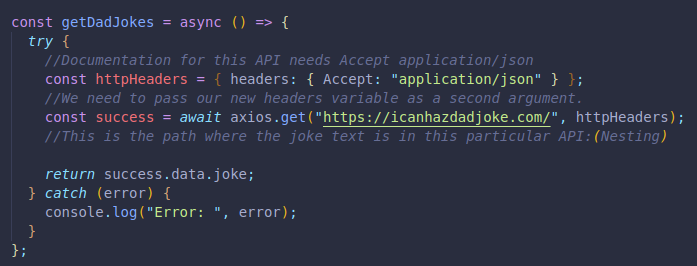 const getDadJokes = async () => {
try {
//Documentation for this API needs Accept application/json
const httpHeaders = { headers: { Accept: "application/json" } };
//We need to pass our new headers variable as a second argument.
const success = await axios.get("https://icanhazdadjoke.com/", httpHeaders);
//This is the path where the joke text is in this particular API:(Nesting)
return success.data.joke;
} catch (error) {
console.log("Error: ", error);
}
};